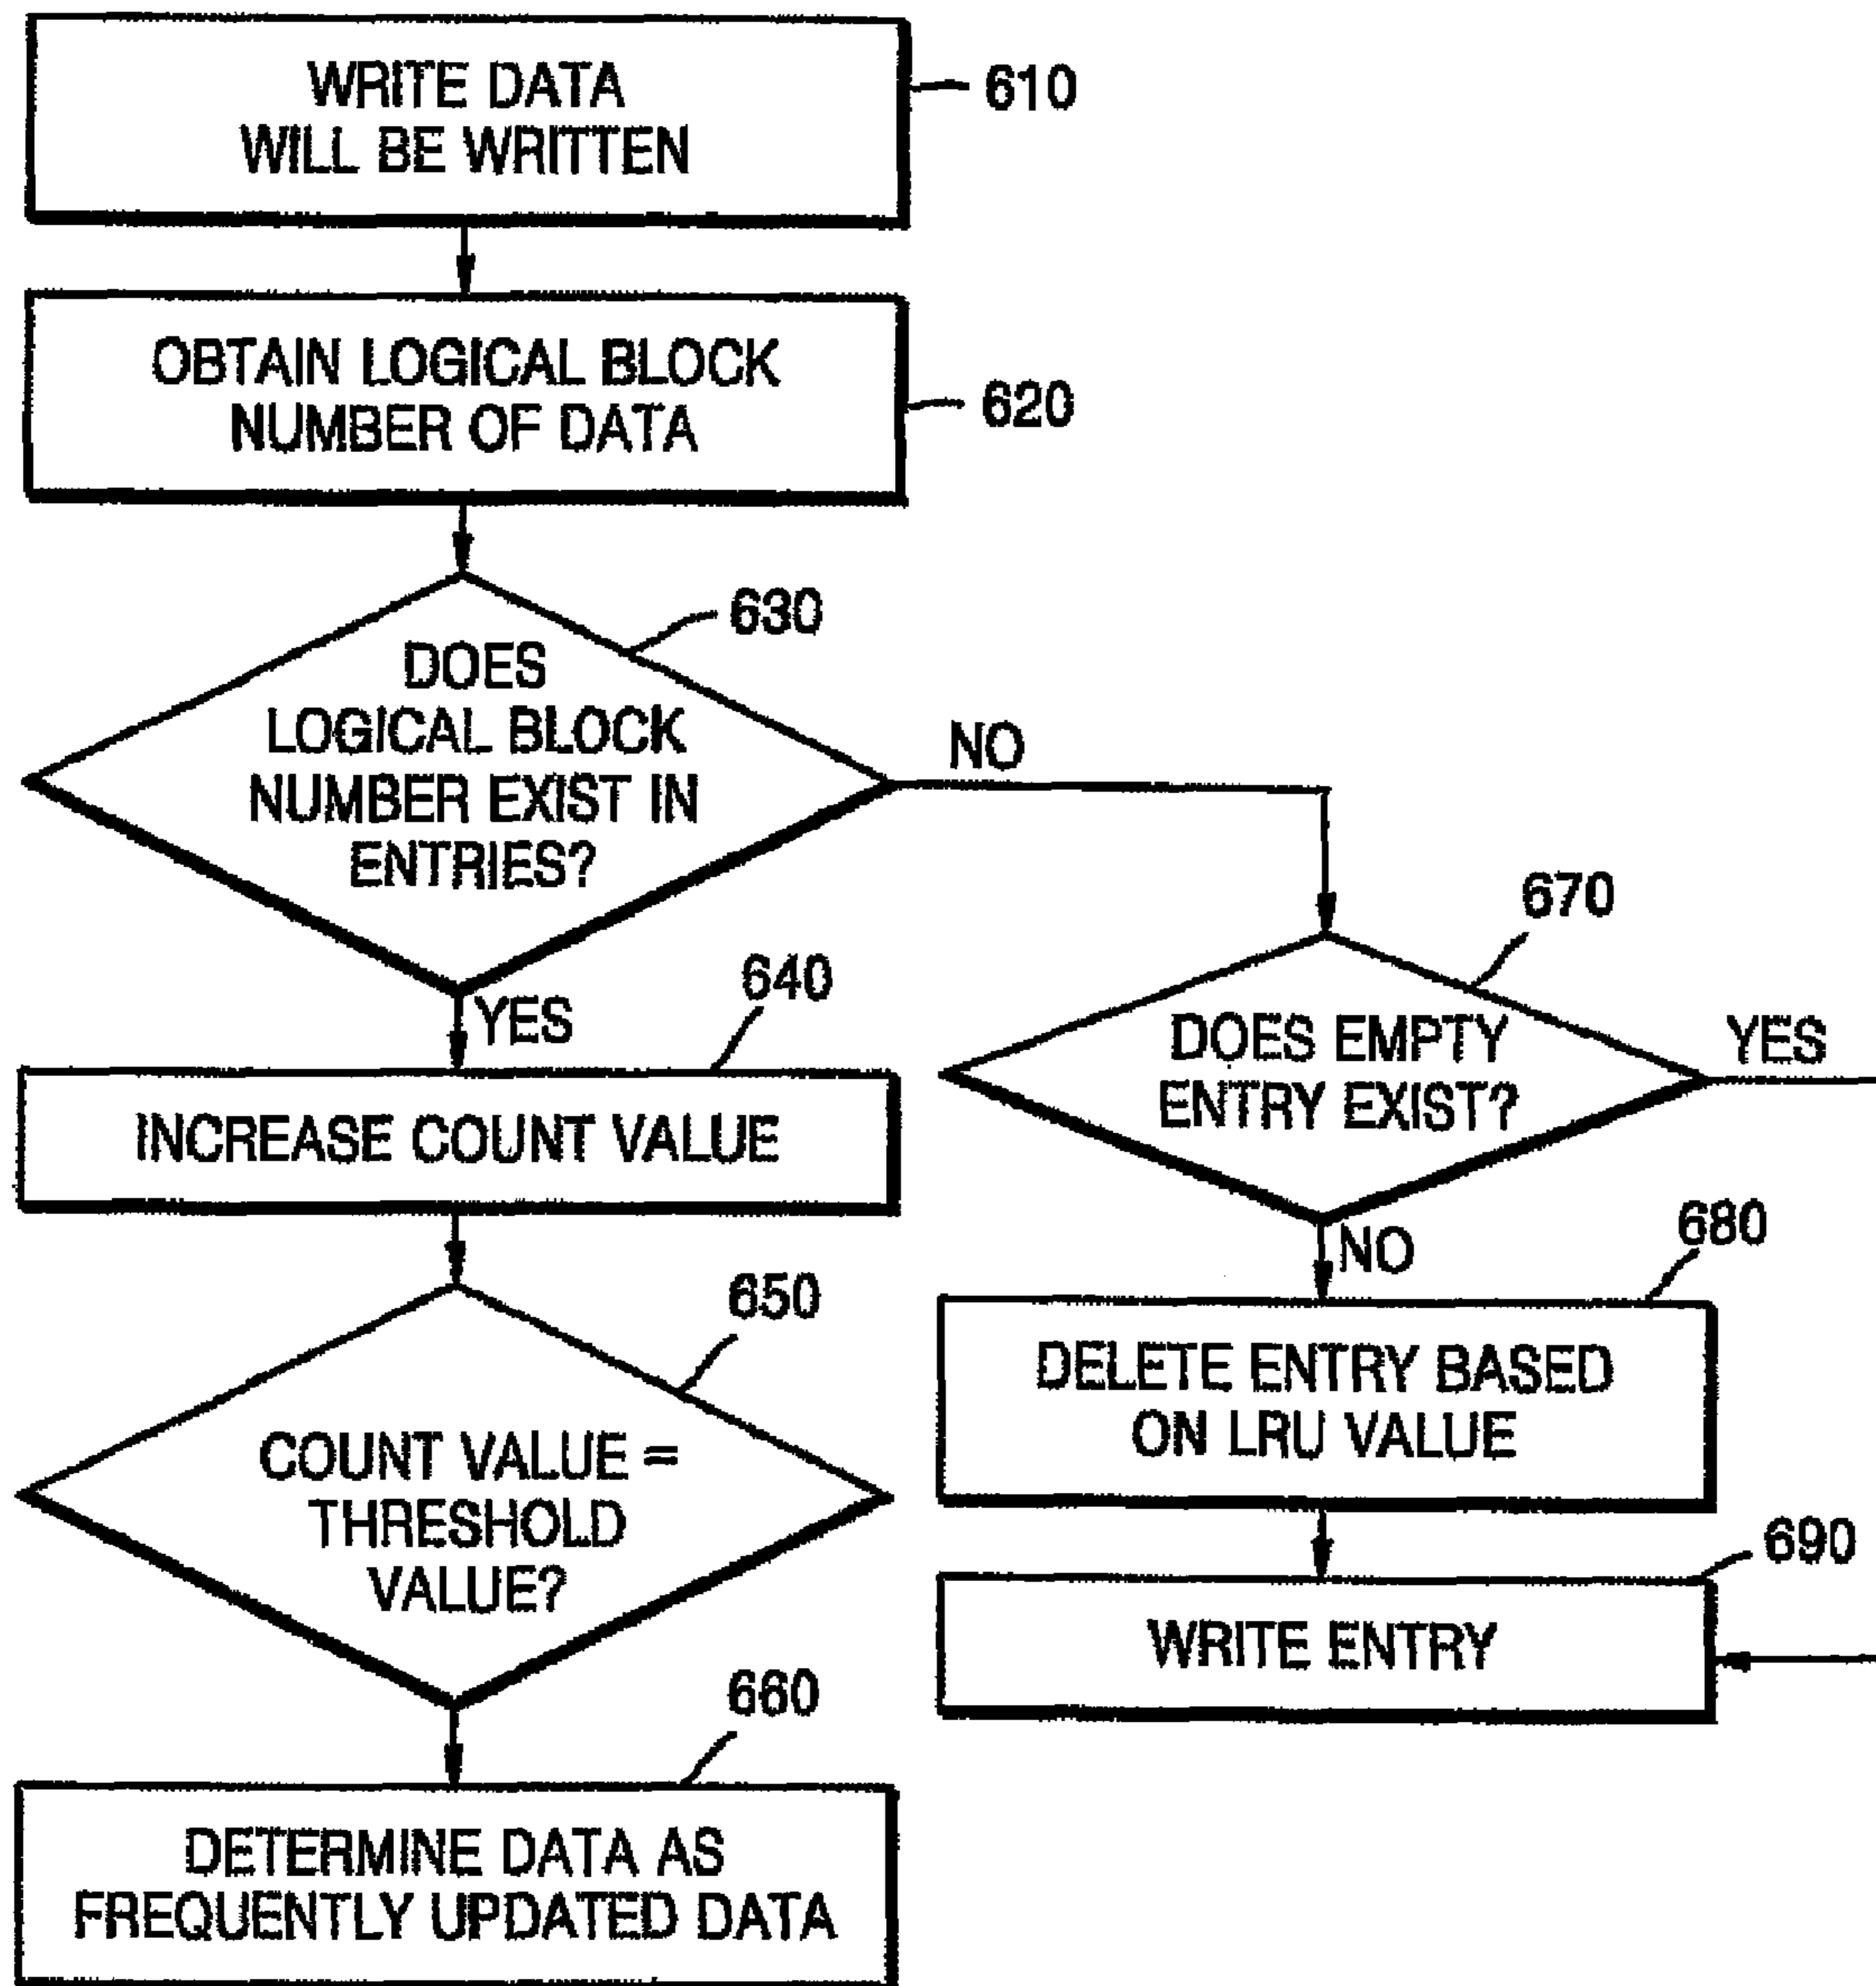 WRITE DATA
WILL BE WRITTEN
610
OBTAIN LOGICAL BLOCK
NUMBER OF DATA
620
630
DOES
LOGICAL BLOCK
NUMBER EXIST IN
ENTRIES?
NO
YES
640
INCREASE COUNT VALUE
650
COUNT VALUE =
THRESHOLD
VALUE?
660
DETERMINE DATA AS
FREQUENTLY UPDATED DATA
670
DOES EMPTY
ENTRY EXIST?
YES
NO
680
DELETE ENTRY BASED
ON LRU VALUE
690
WRITE ENTRY